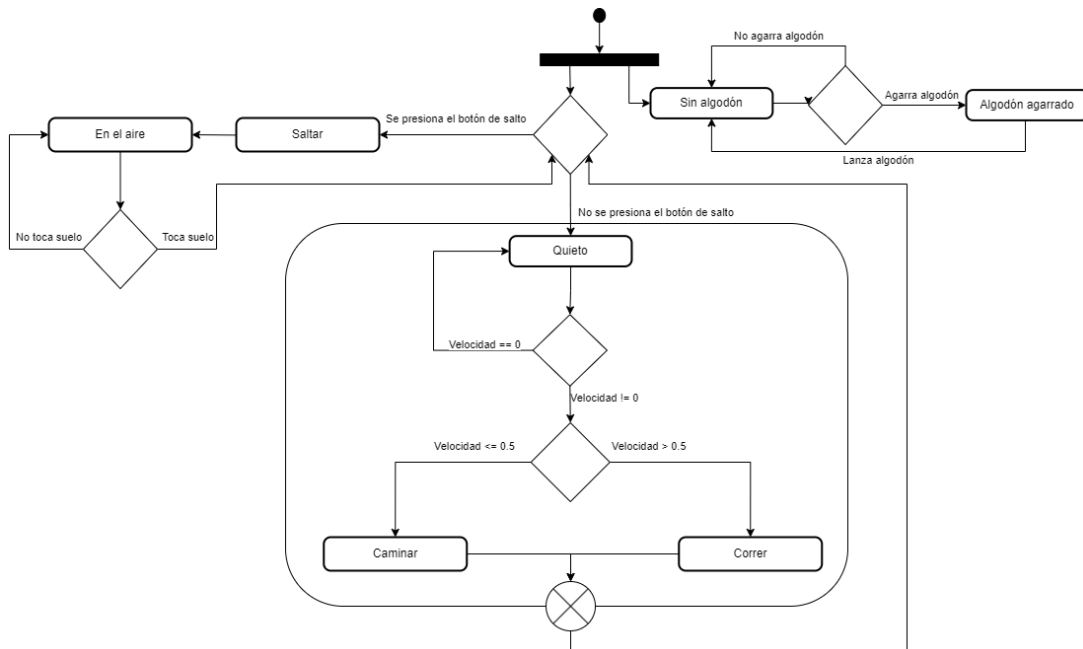 No agarra algodón
Sin algodón
Agarra algodón
Algodón agarrado
Lanza algodón
Se presiona el botón de salto
Saltar
En el aire
No toca suelo
Toca suelo
No se presiona el botón de salto
Quieto
Velocidad == 0
Velocidad != 0
Velocidad <= 0.5
Velocidad > 0.5
Caminar
Correr